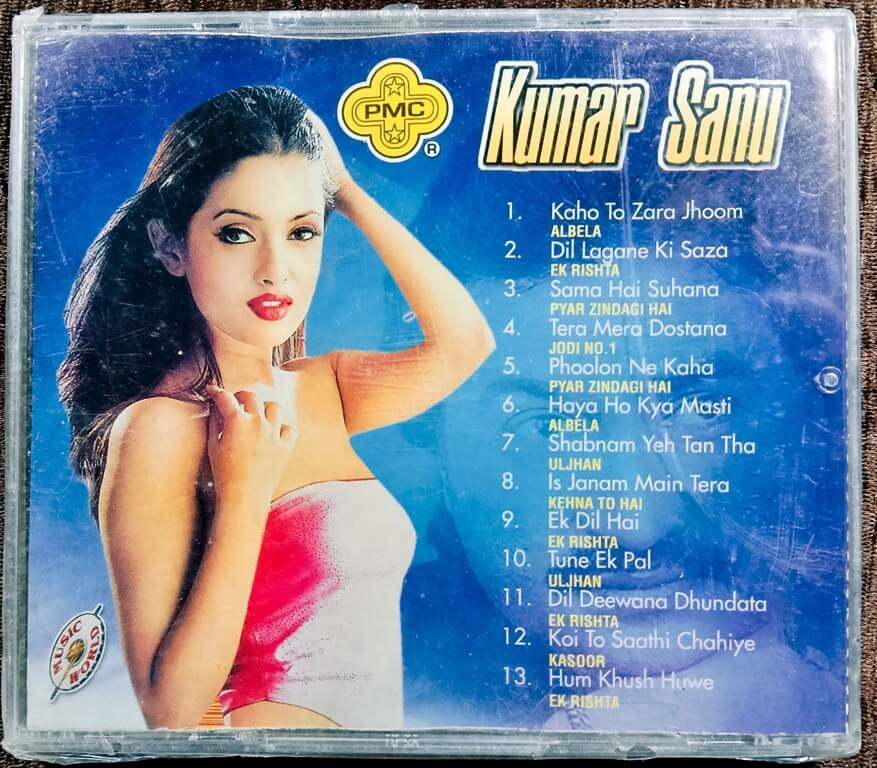 PMC
®
Kumar Sanu
1. Kaho To Zara Jhoom
ALBELA
2. Dil Lagane Ki Saza
EK RISHTA
3. Sama Hai Suhana
PYAR ZINDAGI HAI
4. Tera Mera Dostana
JODI NO.1
5. Phoolon Ne Kaha
PYAR ZINDAGI HAI
6. Haya Ho Kya Masti
ALBELA
7. Shabnam Yeh Tan Tha
ULJHAN
8. Is Janam Main Tera
KEHNA TO HAI
9. Ek Dil Hai
EK RISHTA
10. Tune Ek Pal
ULJHAN
11. Dil Deewana Dhundata
EK RISHTA
12. Koi To Saathi Chahiye
KASOOR
13. Hum Khush Huwe
EK RISHTA
MUSIC
WORLD